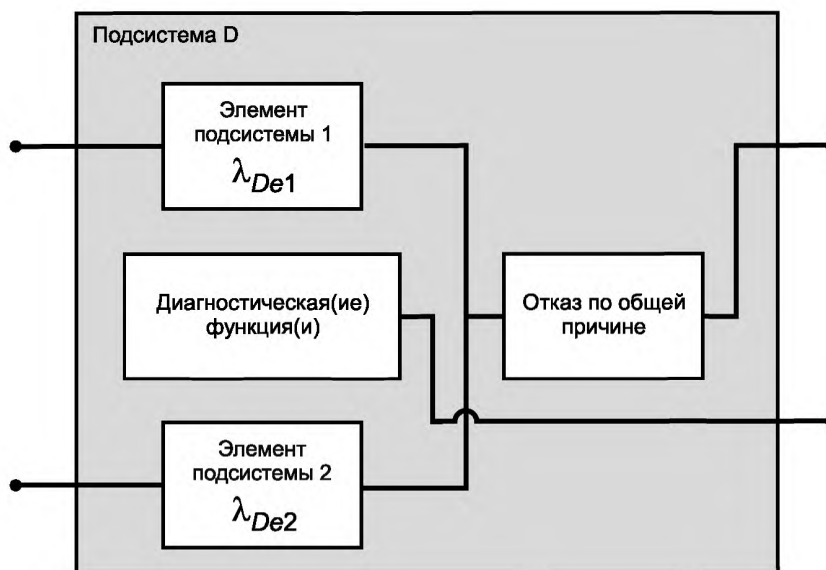 Подсистема D
Элемент
подсистемы 1
λDe1
Диагностическая(ие)
функция(и)
Отказ по общей
причине
Элемент
подсистемы 2
λDe2